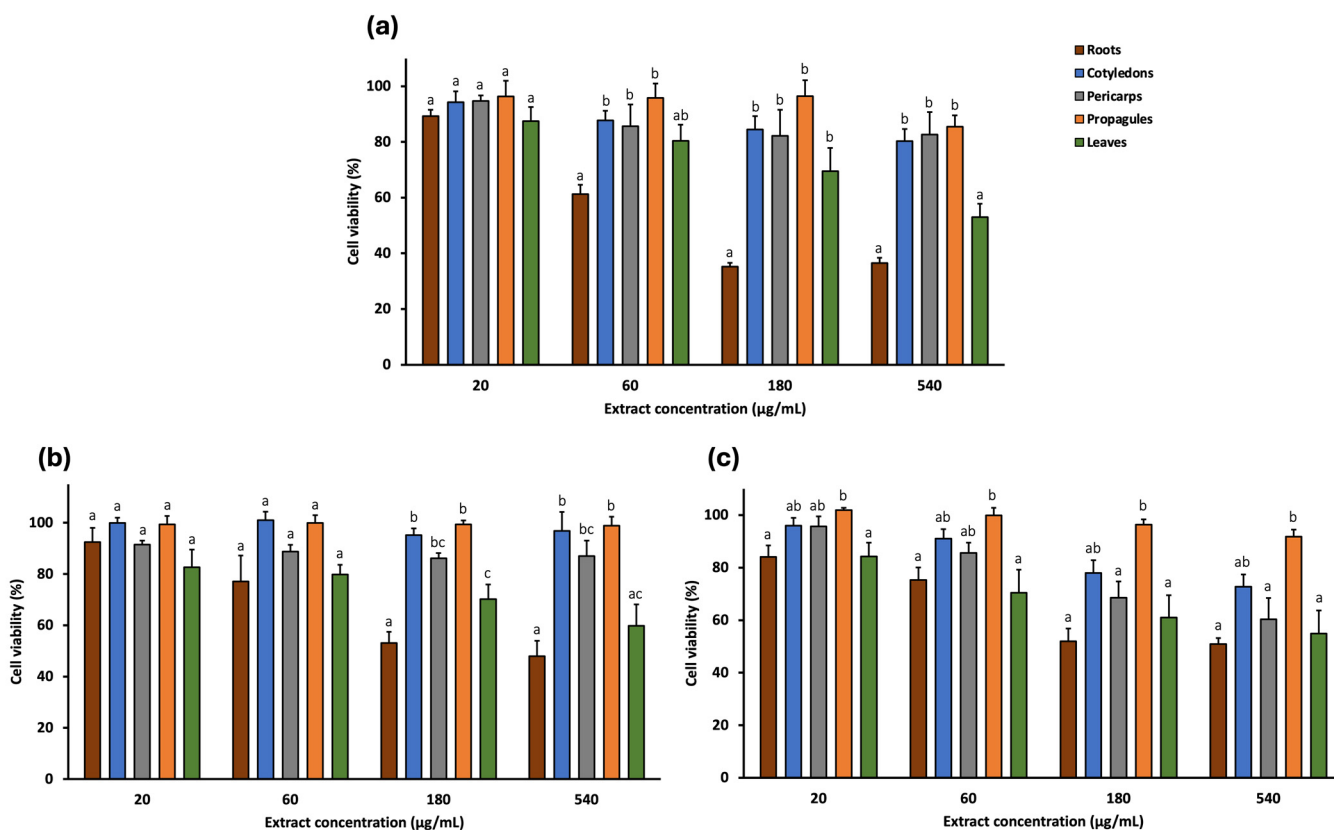 (a)
Roots
Cotyledons
Pericarps
Propagules
Leaves
Cell viability (%)
100
80
60
40
20
0
a a a a a
a b b b ab
a b b b b
a b b b a
20 60 180 540
Extract concentration (µg/mL)
(b)
Cell viability (%)
100
80
60
40
20
0
a a a a a
a a a a a
a b bc b c
a b bc b ac
20 60 180 540
Extract concentration (µg/mL)
(c)
Cell viability (%)
100
80
60
40
20
0
a ab ab b a
a ab ab b a
a ab a b a
a ab a b a
20 60 180 540
Extract concentration (µg/mL)